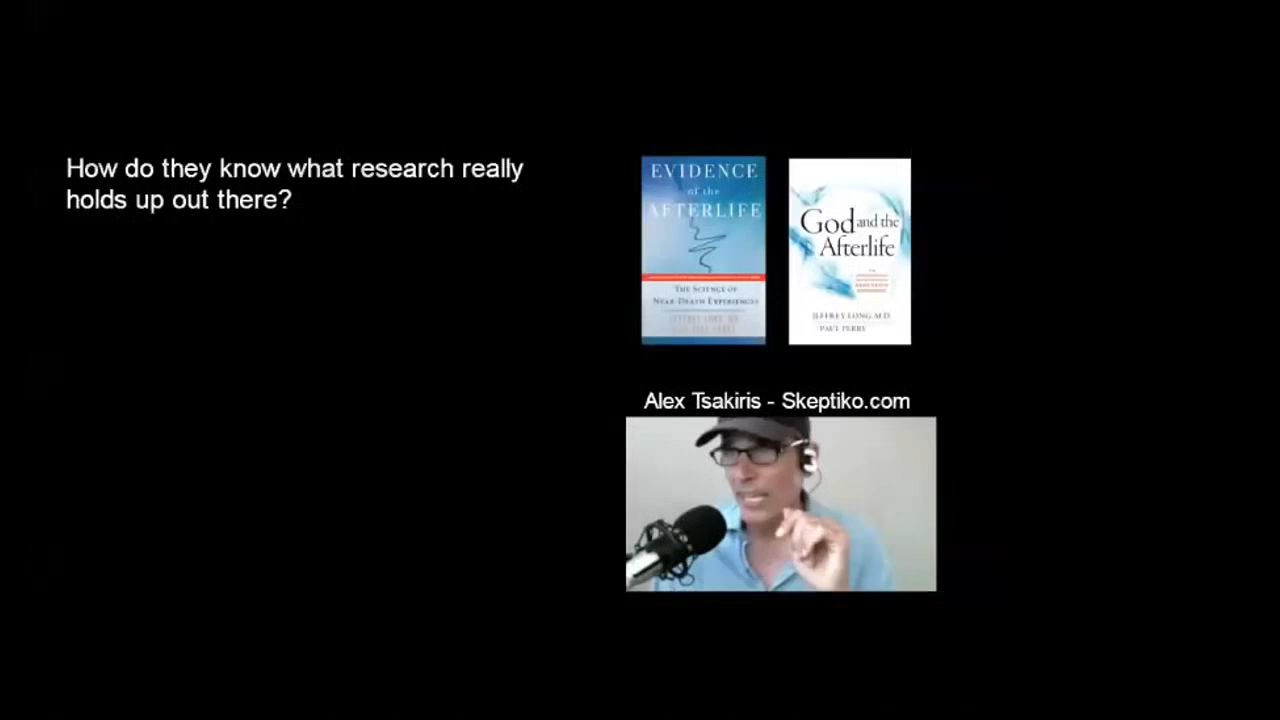 How do they know what research really
holds up out there?
EVIDENCE
of the
AFTERLIFE
THE SCIENCE OF
NEAR-DEATH EXPERIENCES
God and the
Afterlife
JEFFREY LONG, M.D.
PAUL PERRY
Alex Tsakiris - Skeptiko.com